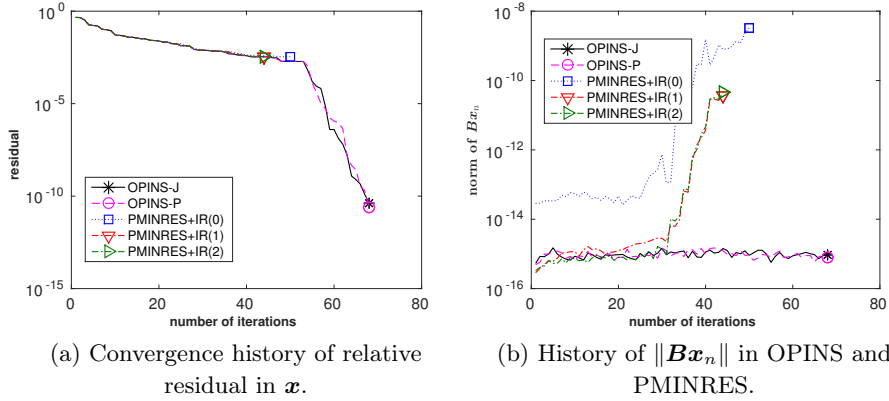 10^0
10^-5
10^-10
10^-15
0
20
40
60
80
residual
number of iterations
OPINS-J
OPINS-P
PMINRES+IR(0)
PMINRES+IR(1)
PMINRES+IR(2)
(a) Convergence history of relative
residual in x.
10^-8
10^-10
10^-12
10^-14
10^-16
0
20
40
60
80
norm of Bx_n
number of iterations
OPINS-J
OPINS-P
PMINRES+IR(0)
PMINRES+IR(1)
PMINRES+IR(2)
(b) History of ‖Bx_n‖ in OPINS and
PMINRES.